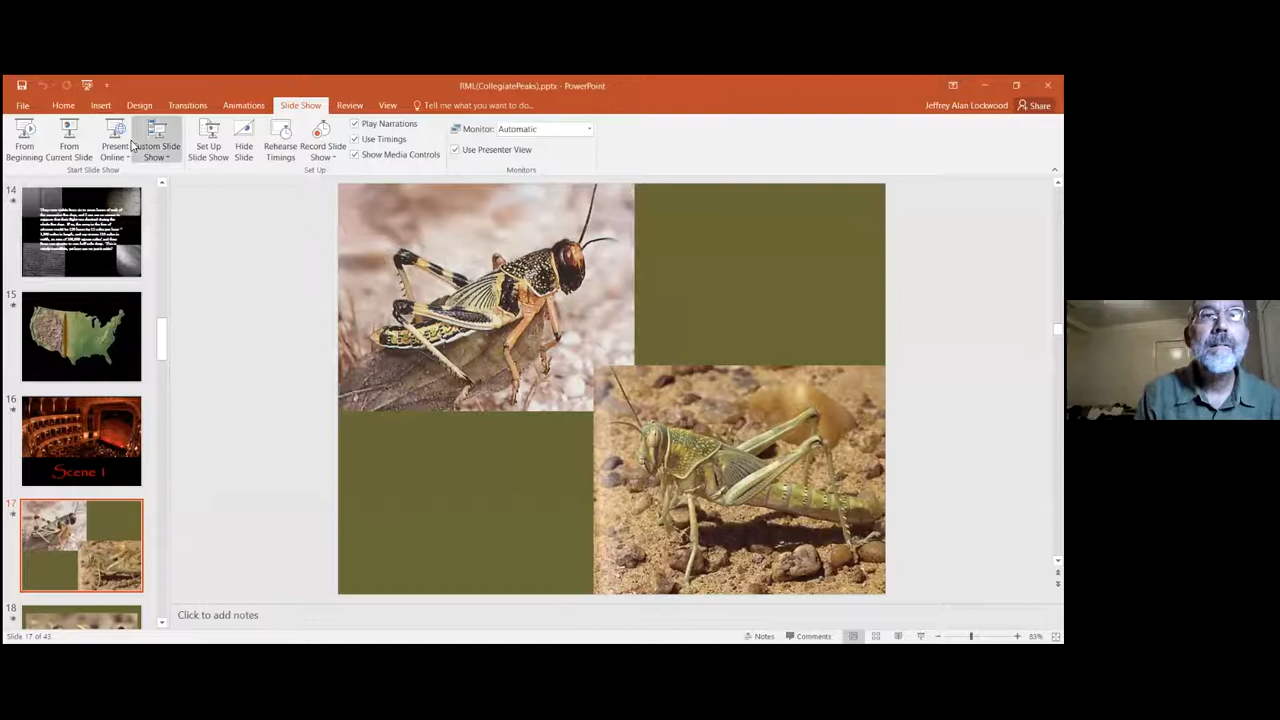 RML(CollegiatePeaks).pptx - PowerPoint
File Home Insert Design Transitions Animations Slide Show Review View Tell me what you want to do...
Jeffrey Alan Lockwood Share
From Beginning
From Current Slide
Present Online
Custom Slide Show
Set Up Slide Show
Hide Slide
Rehearse Timings
Record Slide Show
Play Narrations
Use Timings
Show Media Controls
Monitor: Automatic
Use Presenter View
Start Slide Show
Set Up
Monitors
14
15
16
Scene 1
17
18
Click to add notes
Slide 17 of 43
Notes Comments 83%